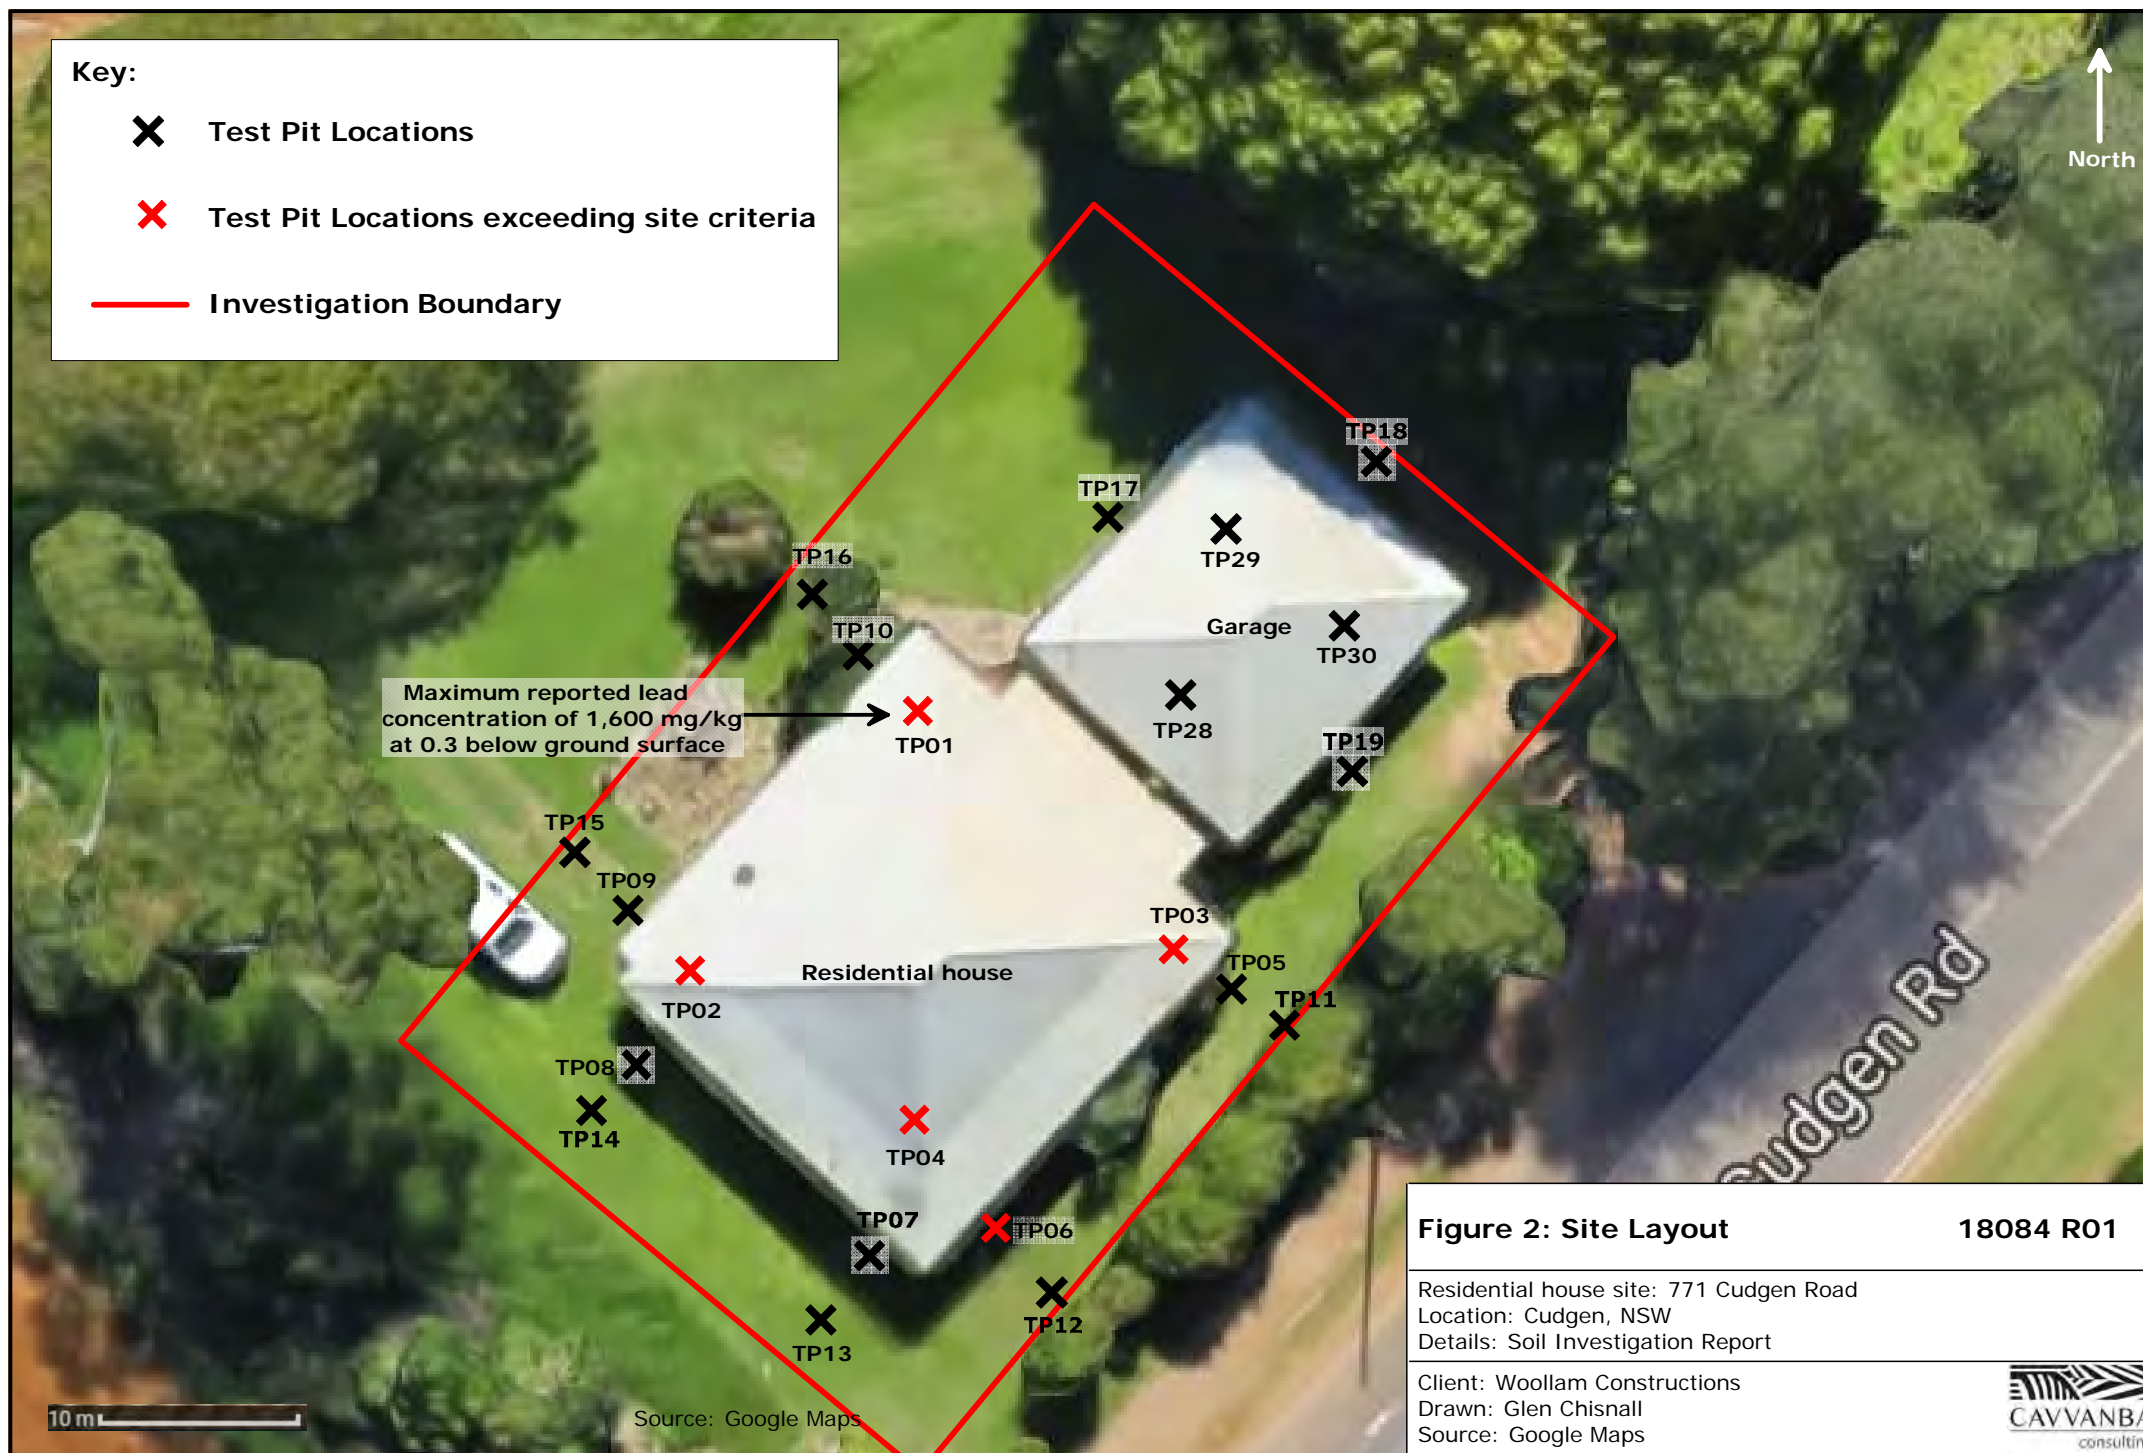 Key:
Test Pit Locations
Test Pit Locations exceeding site criteria
Investigation Boundary
North
TP18
TP17
TP29
TP16
Garage
TP10
TP30
Maximum reported lead
concentration of 1,600 mg/kg
at 0.3 below ground surface
TP01
TP28
TP19
TP15
TP09
TP03
Residential house
TP05
TP02
TP11
TP08
TP14
TP04
Cudgen Rd
TP07
TP06
TP12
TP13
10 m
Source: Google Maps
Figure 2: Site Layout 18084 R01
Residential house site: 771 Cudgen Road
Location: Cudgen, NSW
Details: Soil Investigation Report
Client: Woollam Constructions
Drawn: Glen Chisnall
Source: Google Maps